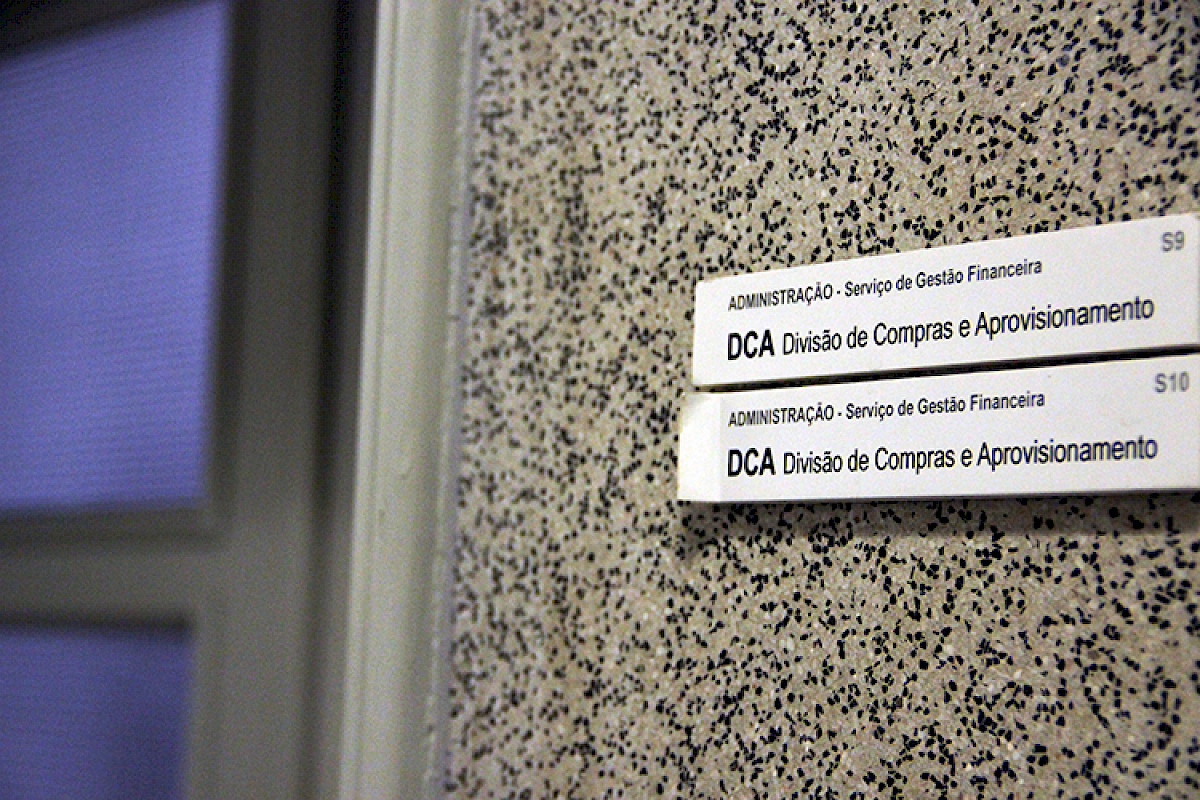 S9
ADMINISTRAÇÃO - Serviço de Gestão Financeira
DCA Divisão de Compras e Aprovisionamento
S10
ADMINISTRAÇÃO - Serviço de Gestão Financeira
DCA Divisão de Compras e Aprovisionamento